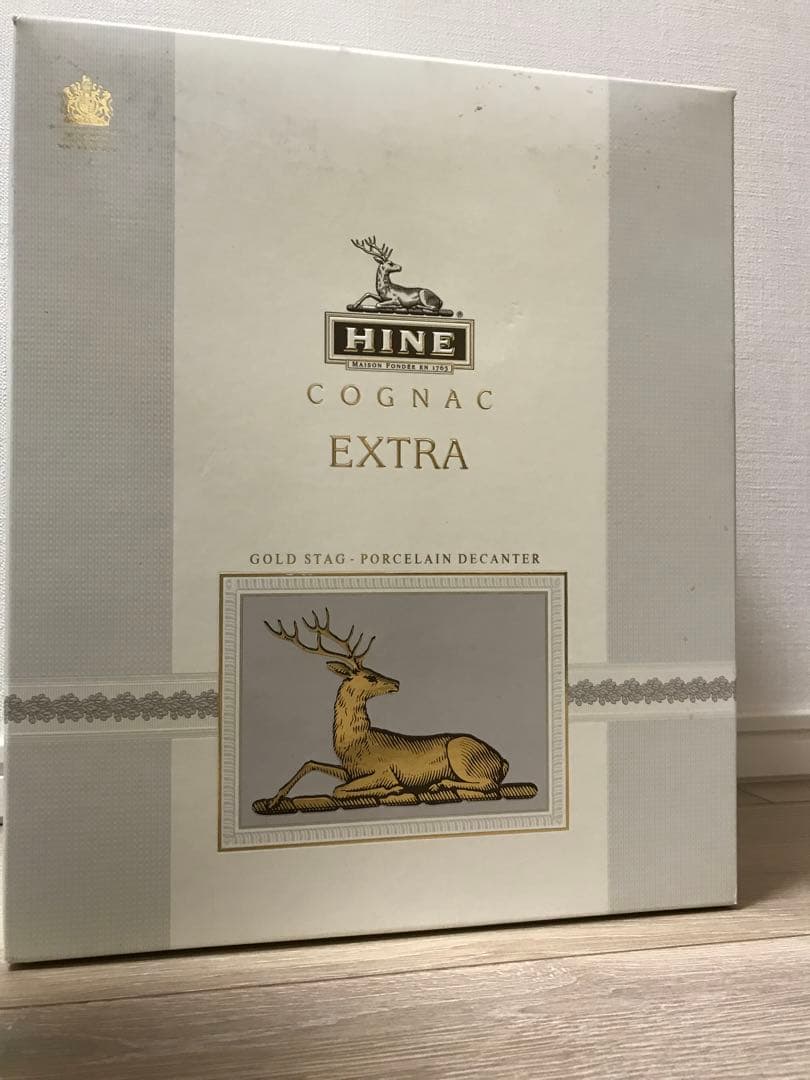 HINE
®
MAISON FONDÉE EN 1763
COGNAC
EXTRA
GOLD STAG - PORCELAIN DECANTER